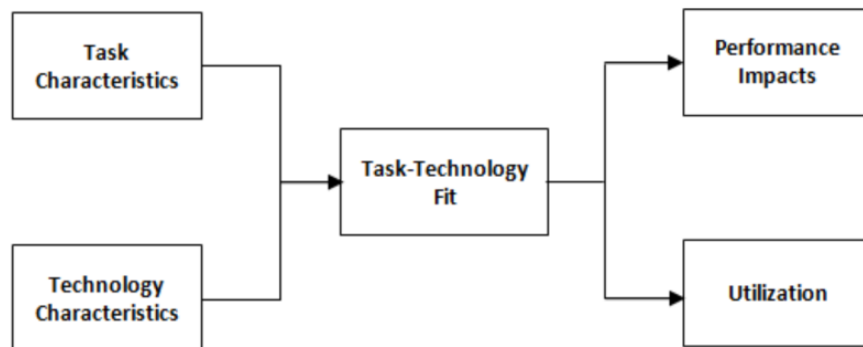 Task
Characteristics
Performance
Impacts
Task-Technology
Fit
Technology
Characteristics
Utilization